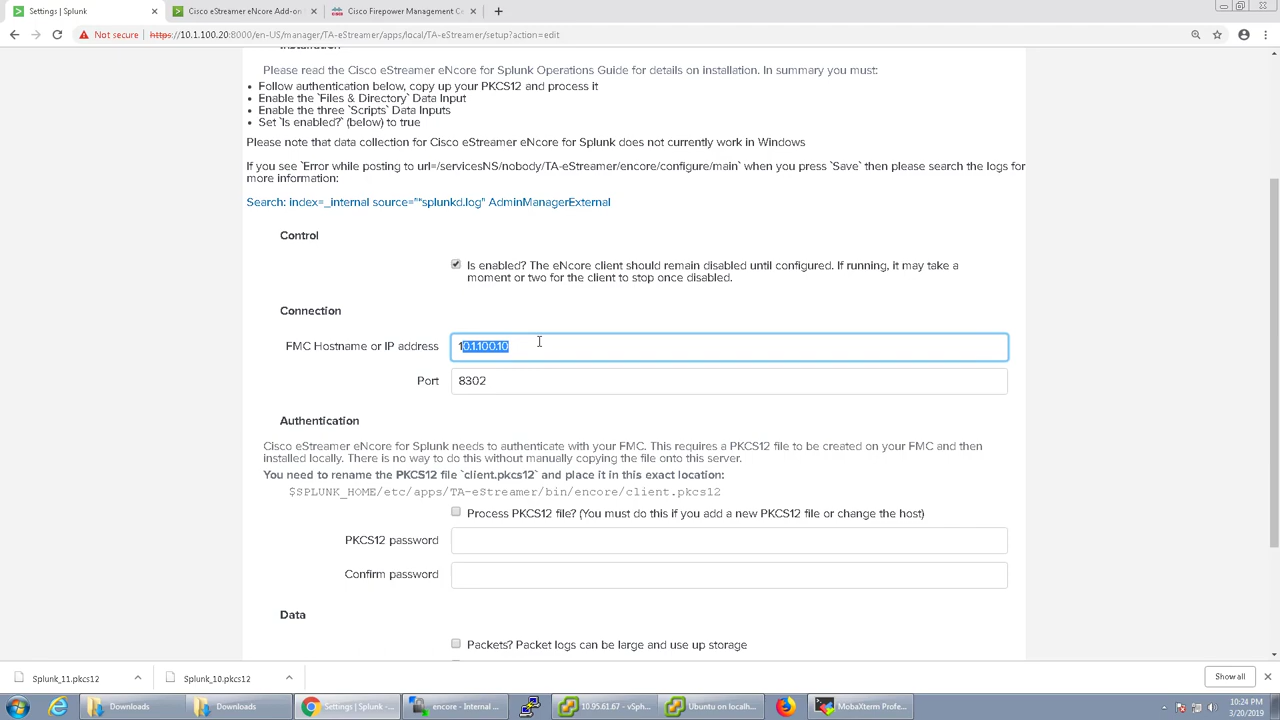 Settings | Splunk
Cisco eStreamer eNcore Add-on
Cisco Firepower Management C
Not secure
https://10.1.100.20:8000/en-US/manager/TA-eStreamer/apps/local/TA-eStreamer/setup?action=edit
Installation
Please read the Cisco eStreamer eNcore for Splunk Operations Guide for details on installation. In summary you must:
• Follow authentication below, copy up your PKCS12 and process it
• Enable the `Files & Directory` Data Input
• Enable the three `Scripts` Data Inputs
• Set `Is enabled?` (below) to true
Please note that data collection for Cisco eStreamer eNcore for Splunk does not currently work in Windows
If you see `Error while posting to url=/servicesNS/nobody/TA-eStreamer/encore/configure/main` when you press `Save` then please search the logs for
more information:
Search: index=_internal source="*splunkd.log" AdminManagerExternal
Control
Is enabled? The eNcore client should remain disabled until configured. If running, it may take a
moment or two for the client to stop once disabled.
Connection
FMC Hostname or IP address
10.1.100.10
Port
8302
Authentication
Cisco eStreamer eNcore for Splunk needs to authenticate with your FMC. This requires a PKCS12 file to be created on your FMC and then
installed locally. There is no way to do this without manually copying the file onto this server.
You need to rename the PKCS12 file `client.pkcs12` and place it in this exact location:
$SPLUNK_HOME/etc/apps/TA-eStreamer/bin/encore/client.pkcs12
Process PKCS12 file? (You must do this if you add a new PKCS12 file or change the host)
PKCS12 password
Confirm password
Data
Packets? Packet logs can be large and use up storage
Splunk_11.pkcs12
Splunk_10.pkcs12
Show all
Downloads
Downloads
Settings | Splunk -...
encore - Internal ...
10.95.61.67 - vSph...
Ubuntu on localh...
MobaXterm Profe...
10:24 PM
3/20/2019